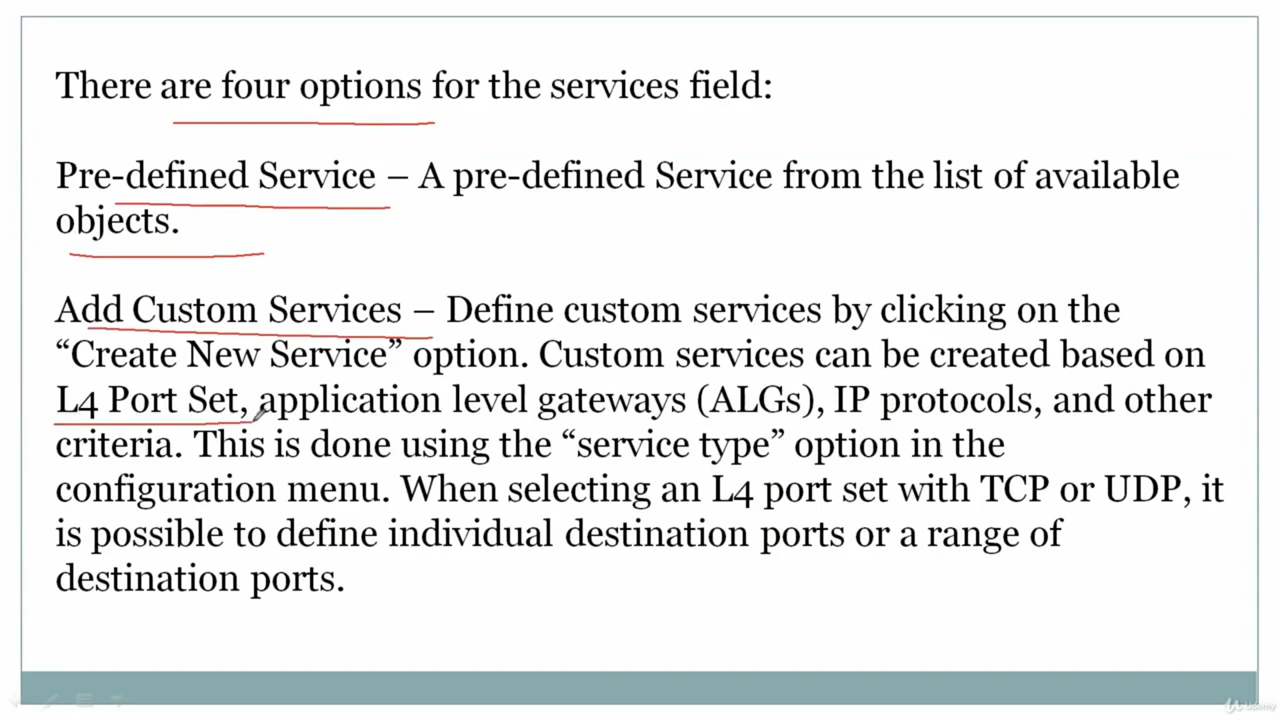 There are four options for the services field:
Pre-defined Service – A pre-defined Service from the list of available
objects.
Add Custom Services – Define custom services by clicking on the
“Create New Service” option. Custom services can be created based on
L4 Port Set, application level gateways (ALGs), IP protocols, and other
criteria. This is done using the “service type” option in the
configuration menu. When selecting an L4 port set with TCP or UDP, it
is possible to define individual destination ports or a range of
destination ports.
Udemy